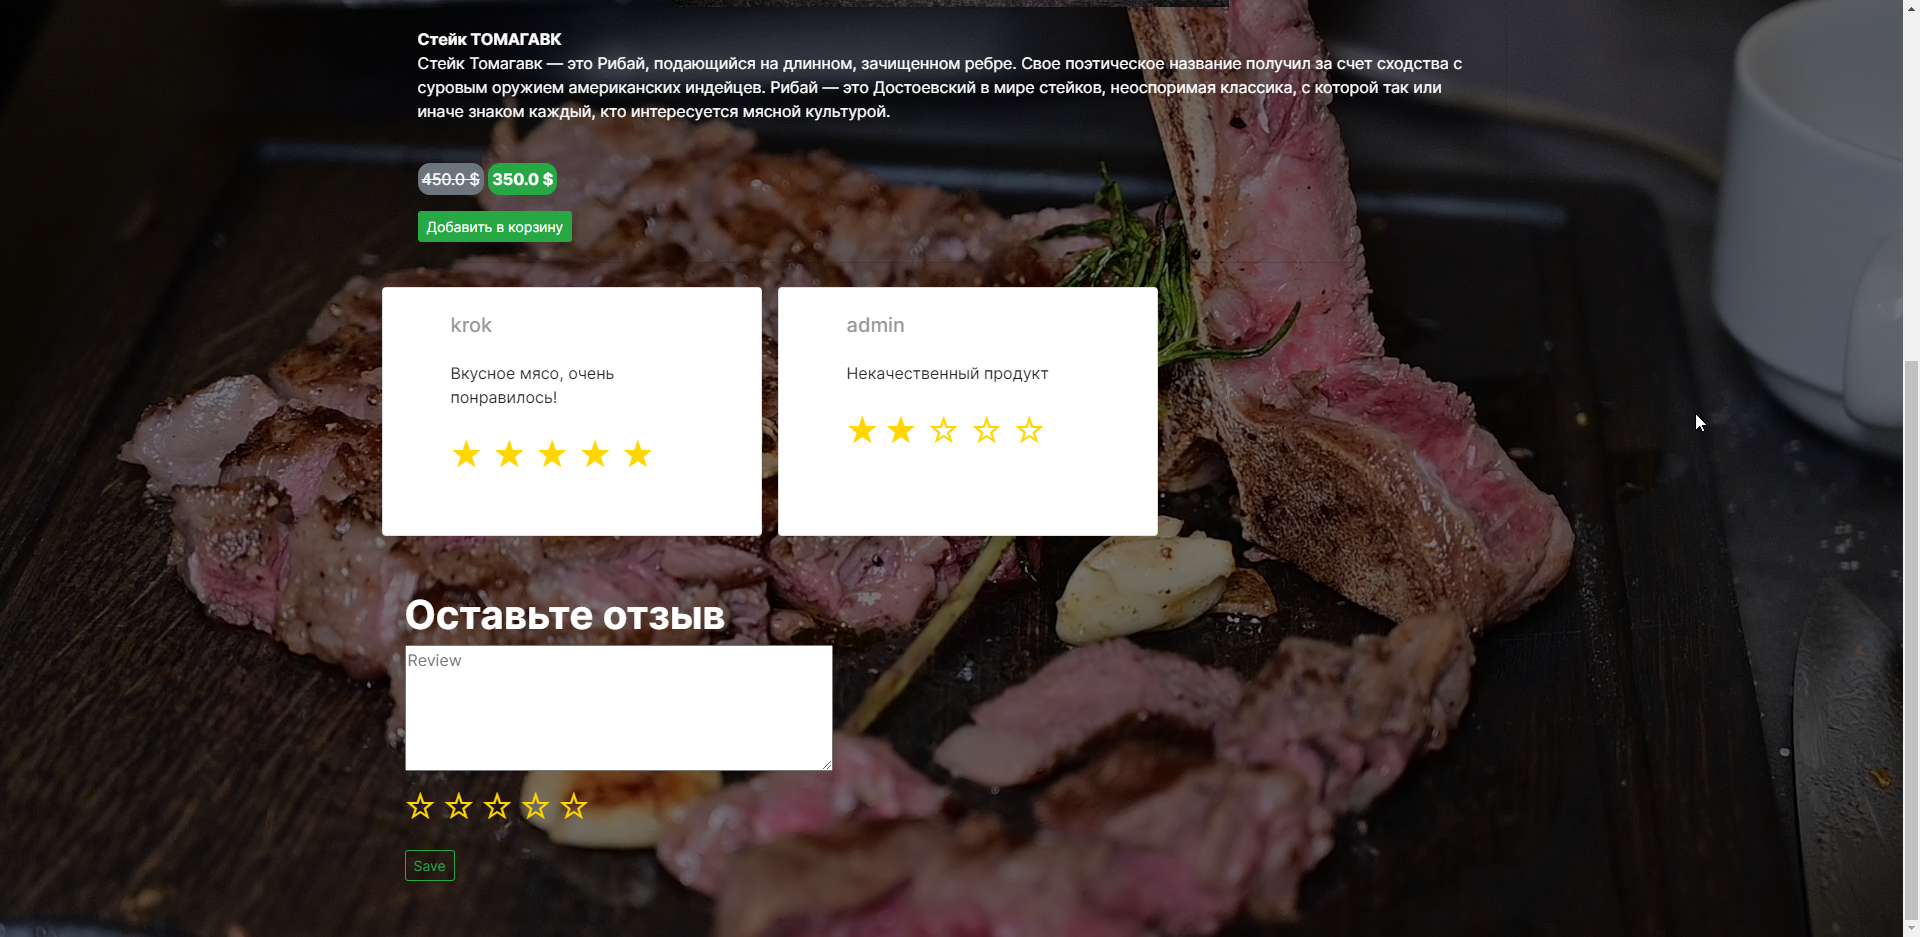 Стейк ТОМАГАВК
Стейк Томагавк — это Рибай, подающийся на длинном, зачищенном ребре. Свое поэтическое название получил за счет сходства с
суровым оружием американских индейцев. Рибай — это Достоевский в мире стейков, неоспоримая классика, с которой так или
иначе знаком каждый, кто интересуется мясной культурой.
450.0 $ 350.0 $
Добавить в корзину
krok
Вкусное мясо, очень
понравилось!
admin
Некачественный продукт
Оставьте отзыв
Review
Save